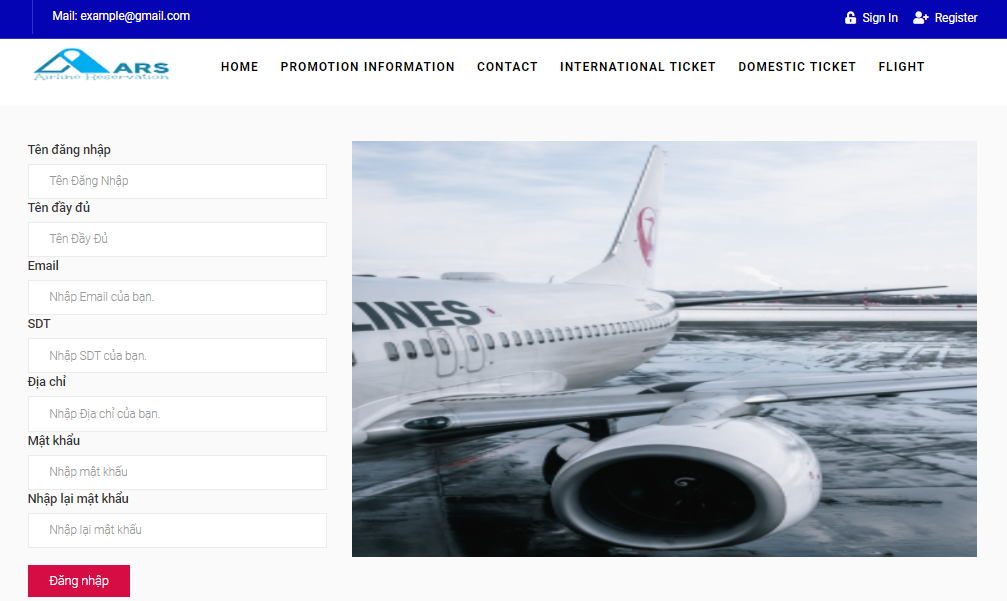 Mail: example@gmail.com
Sign In Register
ARS
Airline Reservation
HOME PROMOTION INFORMATION CONTACT INTERNATIONAL TICKET DOMESTIC TICKET FLIGHT
Tên đăng nhập
Tên Đăng Nhập
Tên đầy đủ
Tên Đầy Đủ
Email
Nhập Email của bạn.
SDT
Nhập SDT của bạn.
Địa chỉ
Nhập Địa chỉ của bạn.
Mật khẩu
Nhập mật khẩu
Nhập lại mật khẩu
Nhập lại mật khẩu
Đăng nhập
LINES